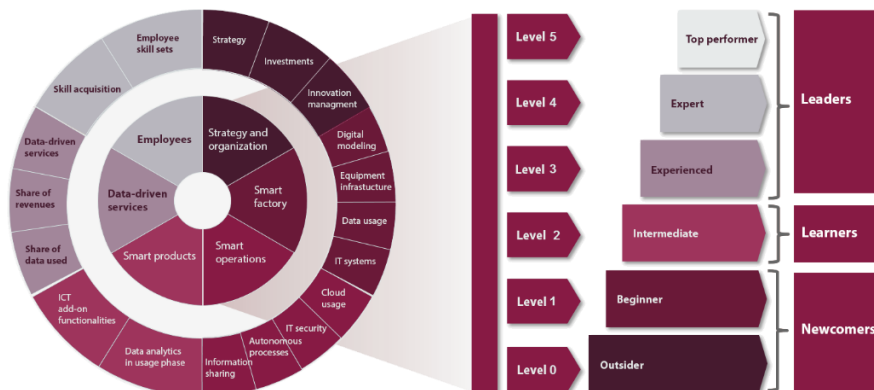 Employee
skill sets
Strategy
Investments
Innovation
managment
Digital
modeling
Equipment
infrastucture
Data usage
IT systems
Cloud
usage
IT security
Autonomous
processes
Information
sharing
Data analytics
in usage phase
ICT
add-on
functionalities
Share of
data used
Share of
revenues
Data-driven
services
Skill acquisition
Employees
Strategy and
organization
Smart
factory
Smart
operations
Smart products
Data-driven
services
Level 5
Top performer
Level 4
Expert
Level 3
Experienced
Leaders
Level 2
Intermediate
Learners
Level 1
Beginner
Level 0
Outsider
Newcomers